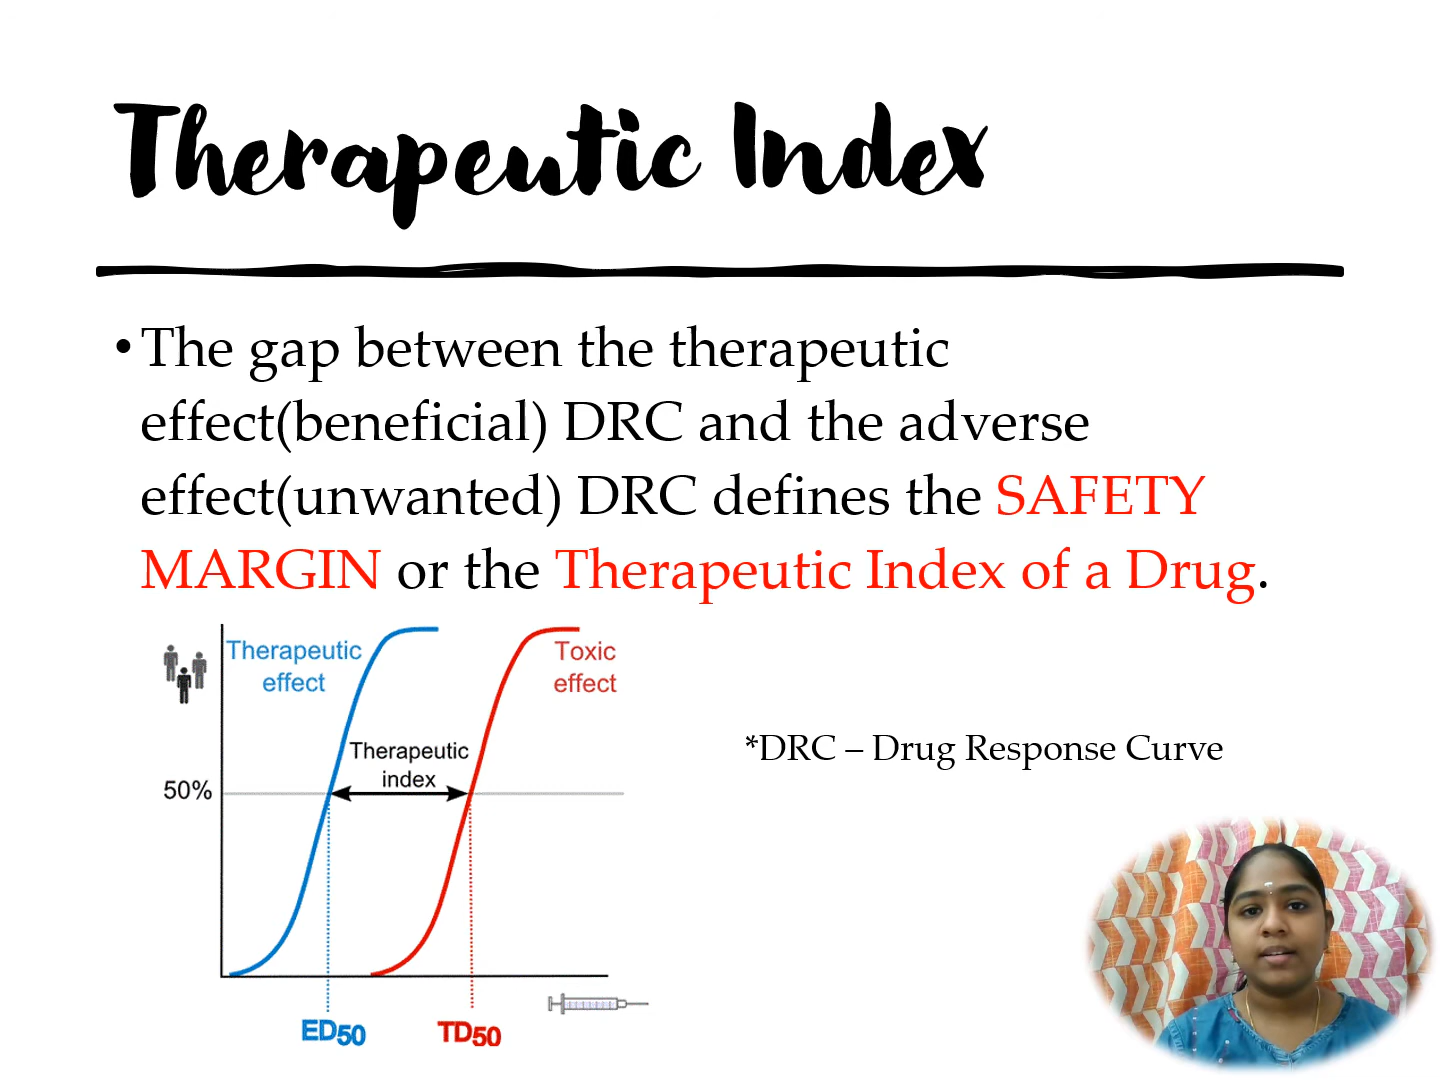 Therapeutic Index
•The gap between the therapeutic
effect(beneficial) DRC and the adverse
effect(unwanted) DRC defines the SAFETY
MARGIN or the Therapeutic Index of a Drug.
Therapeutic
effect
Toxic
effect
Therapeutic
index
50%
ED50
TD50
*DRC – Drug Response Curve